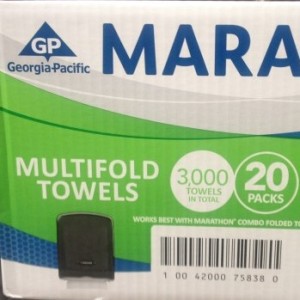 GP
Georgia-Pacific
MARA
MULTIFOLD
TOWELS
3,000
TOWELS
IN TOTAL
20
PACKS
WORKS BEST WITH MARATHON® COMBO FOLDED T
1 00 42000 75838 0